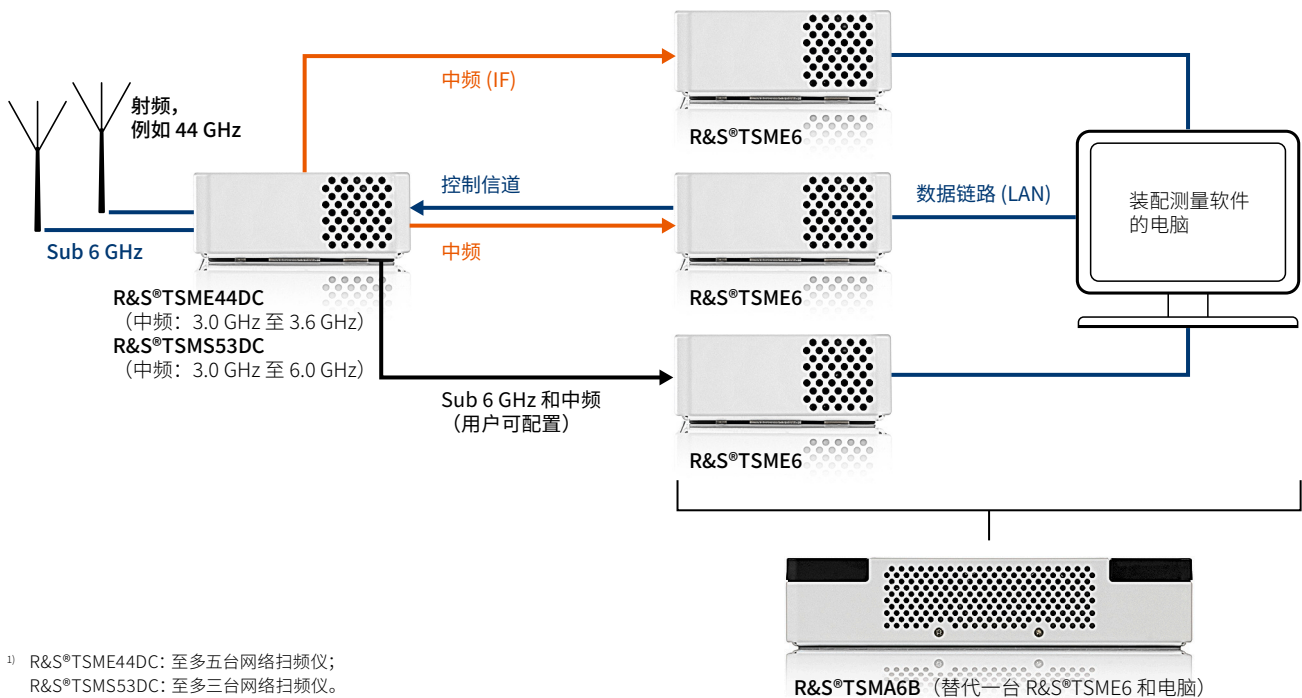 射频，
例如 44 GHz
Sub 6 GHz
R&S®TSME44DC
（中频：3.0 GHz 至 3.6 GHz）
R&S®TSMS53DC
（中频：3.0 GHz 至 6.0 GHz）
中频 (IF)
R&S®TSME6
控制信道
中频
R&S®TSME6
数据链路 (LAN)
装配测量软件
的电脑
Sub 6 GHz 和中频
（用户可配置）
R&S®TSME6
R&S®TSMA6B（替代一台 R&S®TSME6 和电脑）
1) R&S®TSME44DC：至多五台网络扫频仪；
R&S®TSMS53DC：至多三台网络扫频仪。